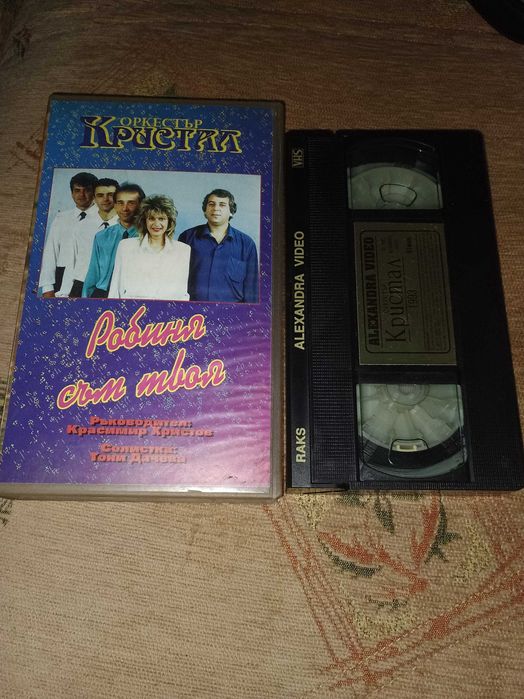 ОРКЕСТЪР
КРИСТАЛ
Робиня
съм твоя
Ръководител:
Красимир Христов
Солистка:
Тони Дачева
VHS
ALEXANDRA VIDEO
RAKS
ALEXANDRA VIDEO
Кристал